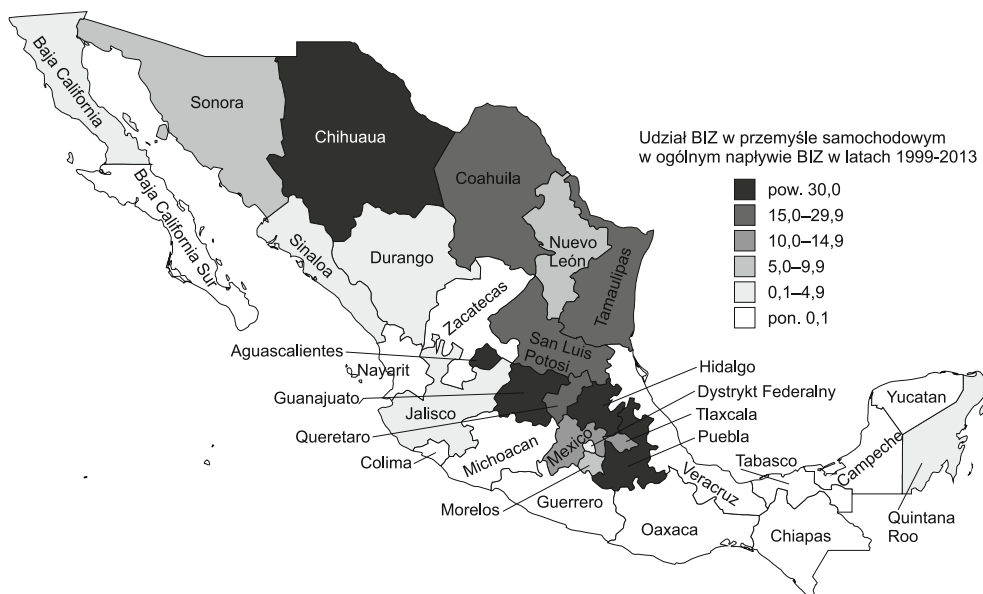 Baja California
Sonora
Chihuaua
Coahuila
Udział BIZ w przemyśle samochodowym
w ogólnym napływie BIZ w latach 1999-2013
pow. 30,0
15,0–29,9
10,0–14,9
5,0–9,9
0,1–4,9
pon. 0,1
Baja California Sur
Sinaloa
Durango
Nuevo
León
Tamaulipas
Zacatecas
San Luis
Potosi
Aguascalientes
Nayarit
Guanajuato
Jalisco
Queretaro
Colima
Michoacan
Mexico
Morelos
Guerrero
Hidalgo
Dystrykt Federalny
Tlaxcala
Puebla
Veracruz
Oaxaca
Tabasco
Chiapas
Campeche
Yucatan
Quintana
Roo